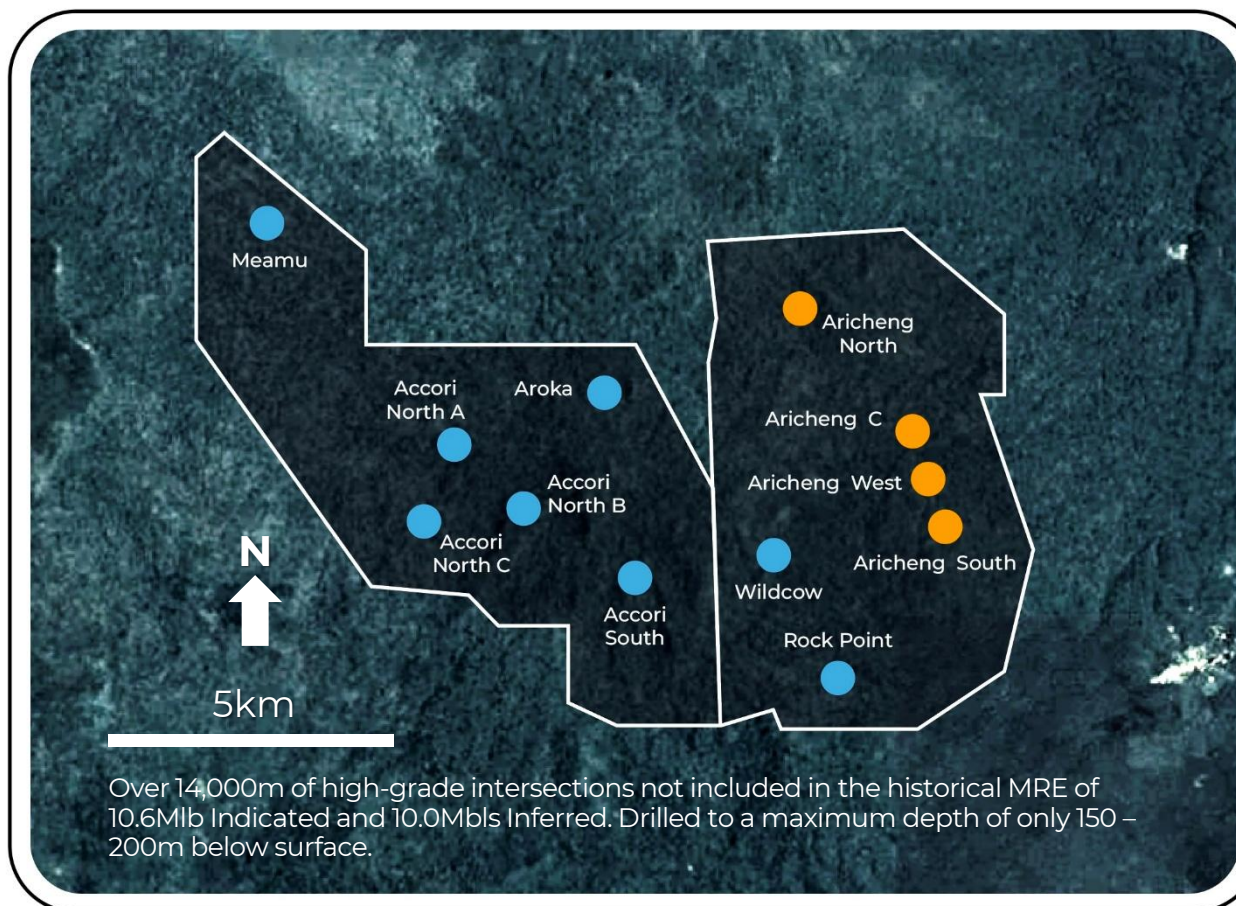 Meamu
Aricheng
North
Accori
North A
Aroka
Aricheng C
Aricheng West
Accori
North B
Accori
North C
Aricheng South
Wildcow
Accori
South
Rock Point
N
5km
Over 14,000m of high-grade intersections not included in the historical MRE of
10.6Mlb Indicated and 10.0Mbls Inferred. Drilled to a maximum depth of only 150 –
200m below surface.